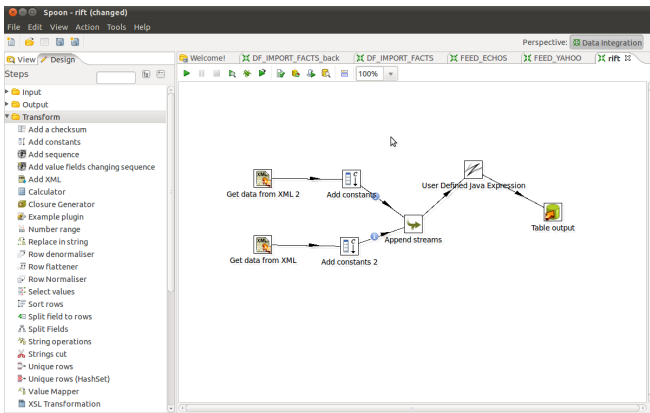 Spoon - rift (changed)
File Edit View Action Tools Help
Perspective: Data Integration
View Design
Welcome! DF_IMPORT_FACTS_back DF_IMPORT_FACTS FEED_ECHOS FEED_YAHOO rift
Steps
100%
Input
Output
Transform
Add a checksum
Add constants
Add sequence
Add value fields changing sequence
Add XML
Calculator
Closure Generator
Example plugin
Number range
Replace in string
Row denormaliser
Row flattener
Row Normaliser
Select values
Sort rows
Split field to rows
Split Fields
String operations
Strings cut
Unique rows
Unique rows (HashSet)
Value Mapper
XSL Transformation
User Defined Java Expression
Get data from XML 2
Add constants
Table output
Append streams
Get data from XML
Add constants 2